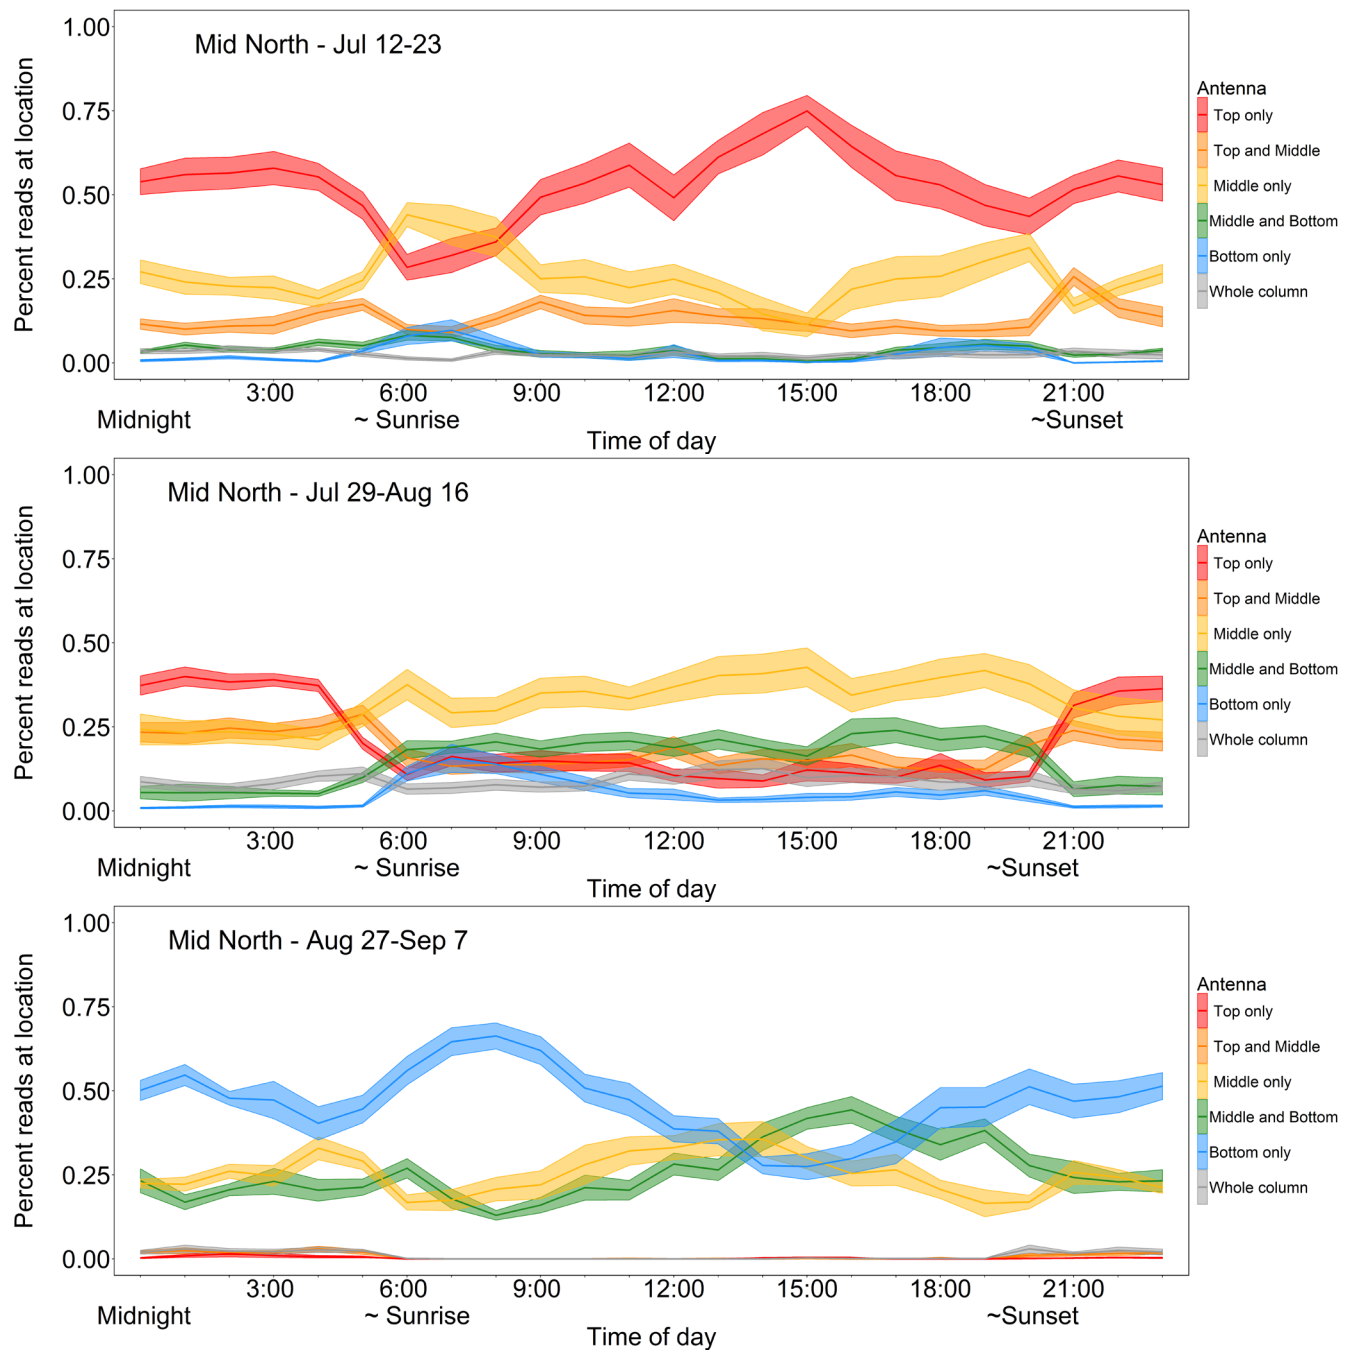 Mid North - Jul 12-23
Percent reads at location
1.00
0.75
0.50
0.25
0.00
3:00 6:00 9:00 12:00 15:00 18:00 21:00
Midnight ~ Sunrise ~Sunset
Time of day
Antenna
Top only
Top and Middle
Middle only
Middle and Bottom
Bottom only
Whole column
Mid North - Jul 29-Aug 16
Percent reads at location
1.00
0.75
0.50
0.25
0.00
3:00 6:00 9:00 12:00 15:00 18:00 21:00
Midnight ~ Sunrise ~Sunset
Time of day
Antenna
Top only
Top and Middle
Middle only
Middle and Bottom
Bottom only
Whole column
Mid North - Aug 27-Sep 7
Percent reads at location
1.00
0.75
0.50
0.25
0.00
3:00 6:00 9:00 12:00 15:00 18:00 21:00
Midnight ~ Sunrise ~Sunset
Time of day
Antenna
Top only
Top and Middle
Middle only
Middle and Bottom
Bottom only
Whole column